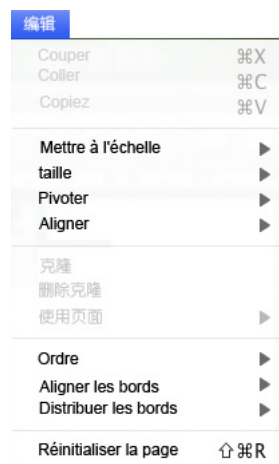 编辑
Couper ⌘X
Coller ⌘C
Copiez ⌘V
Mettre à l'échelle ▶
taille ▶
Pivoter ▶
Aligner ▶
克隆
删除克隆
使用页面 ▶
Ordre ▶
Aligner les bords ▶
Distribuer les bords ▶
Réinitialiser la page ⇧⌘R